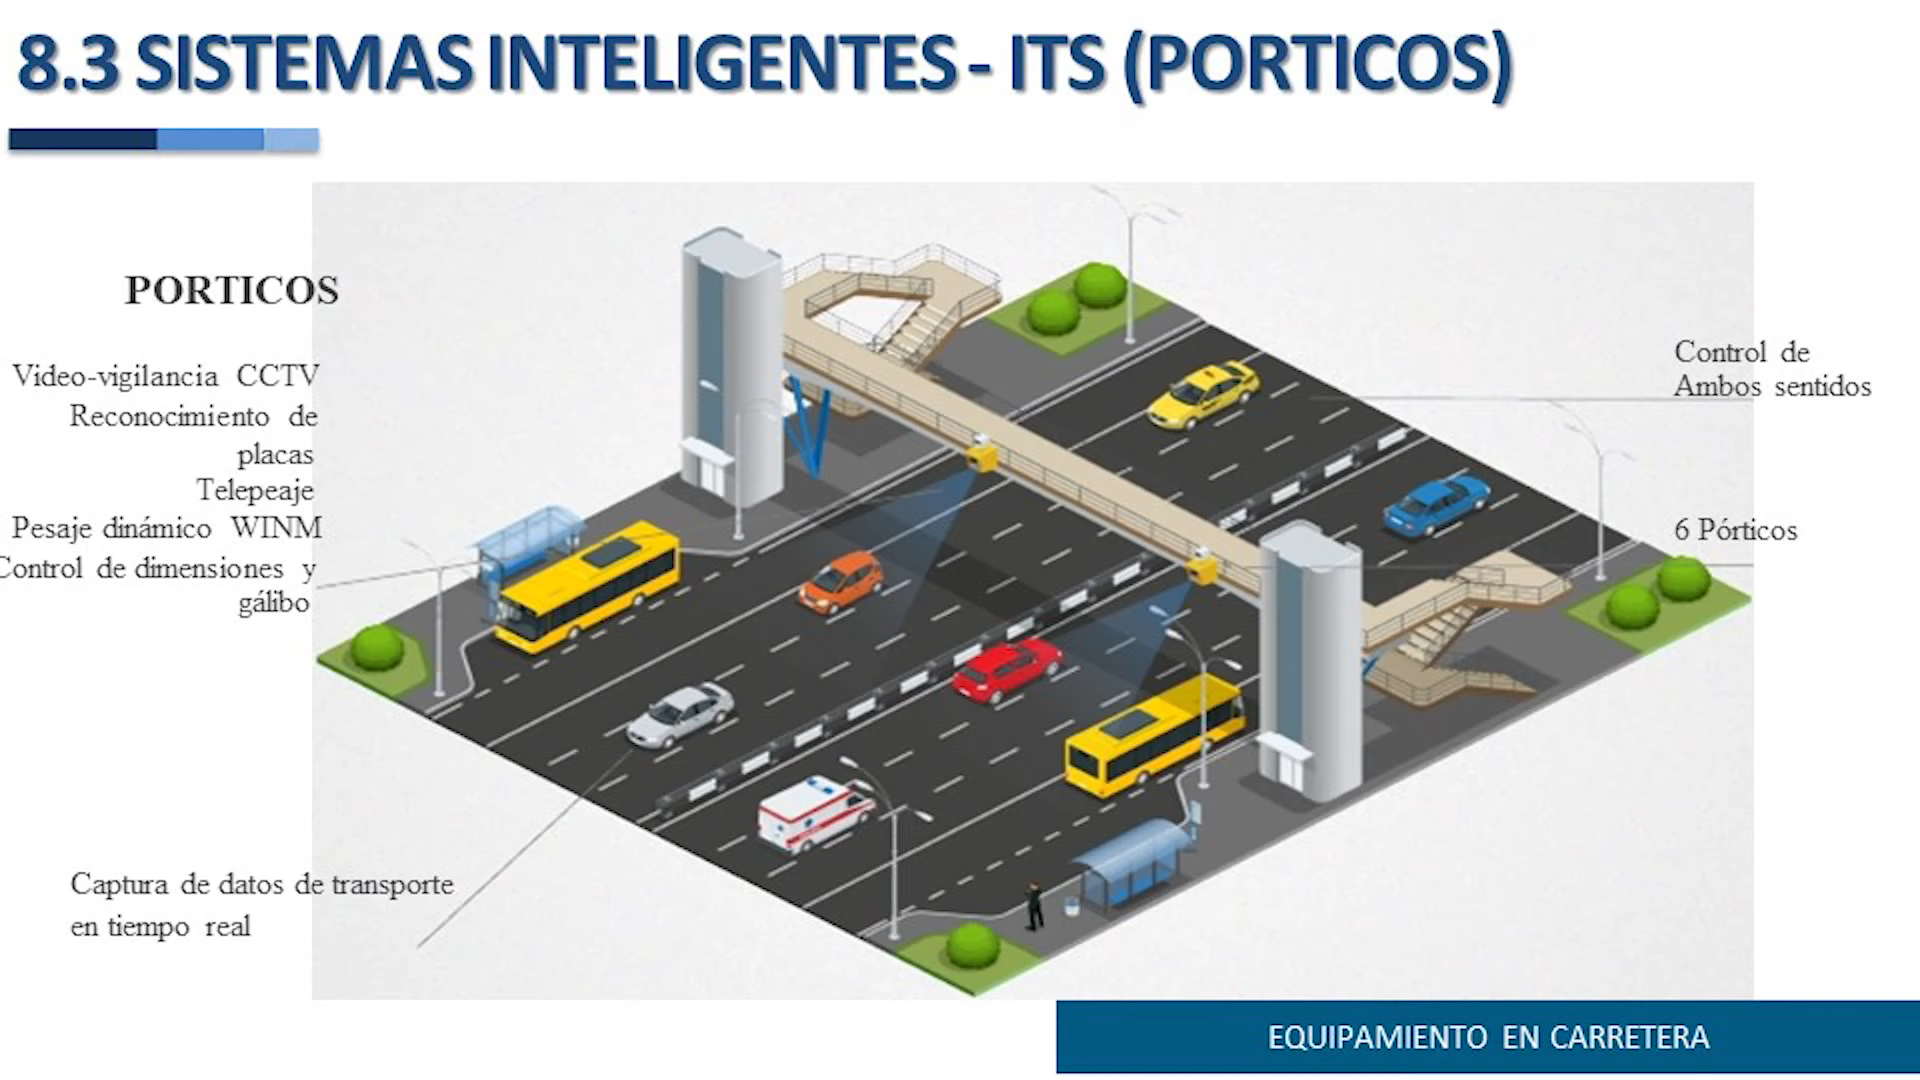 8.3 SISTEMAS INTELIGENTES - ITS (PORTICOS)
PORTICOS
Video-vigilancia CCTV
Reconocimiento de
placas
Telepeaje
Pesaje dinámico WINM
Control de dimensiones y
gálibo
Captura de datos de transporte
en tiempo real
Control de
Ambos sentidos
6 Pórticos
EQUIPAMIENTO EN CARRETERA